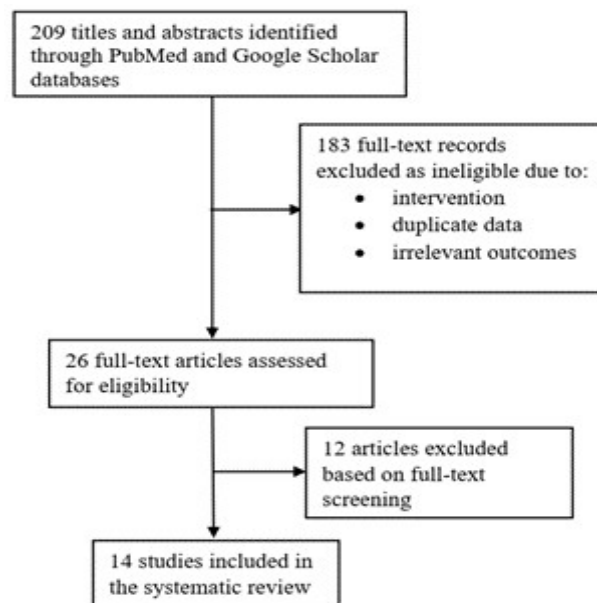 209 titles and abstracts identified
through PubMed and Google Scholar
databases
183 full-text records
excluded as ineligible due to:
• intervention
• duplicate data
• irrelevant outcomes
26 full-text articles assessed
for eligibility
12 articles excluded
based on full-text
screening
14 studies included in
the systematic review